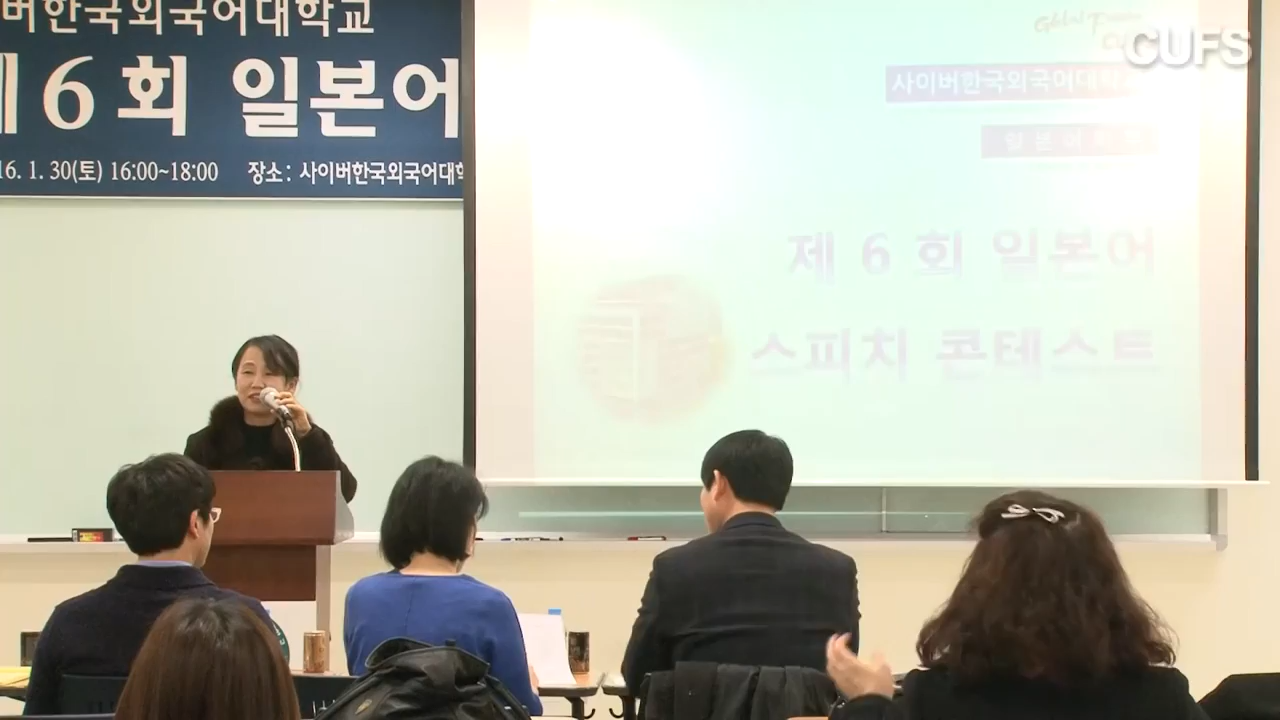 버한국외국어대학교
제 6 회 일본어
16. 1. 30(토) 16:00~18:00 장소: 사이버한국외국어대학
CUFS
사이버한국외국어대학교
제 6 회 일본어
스피치 콘테스트